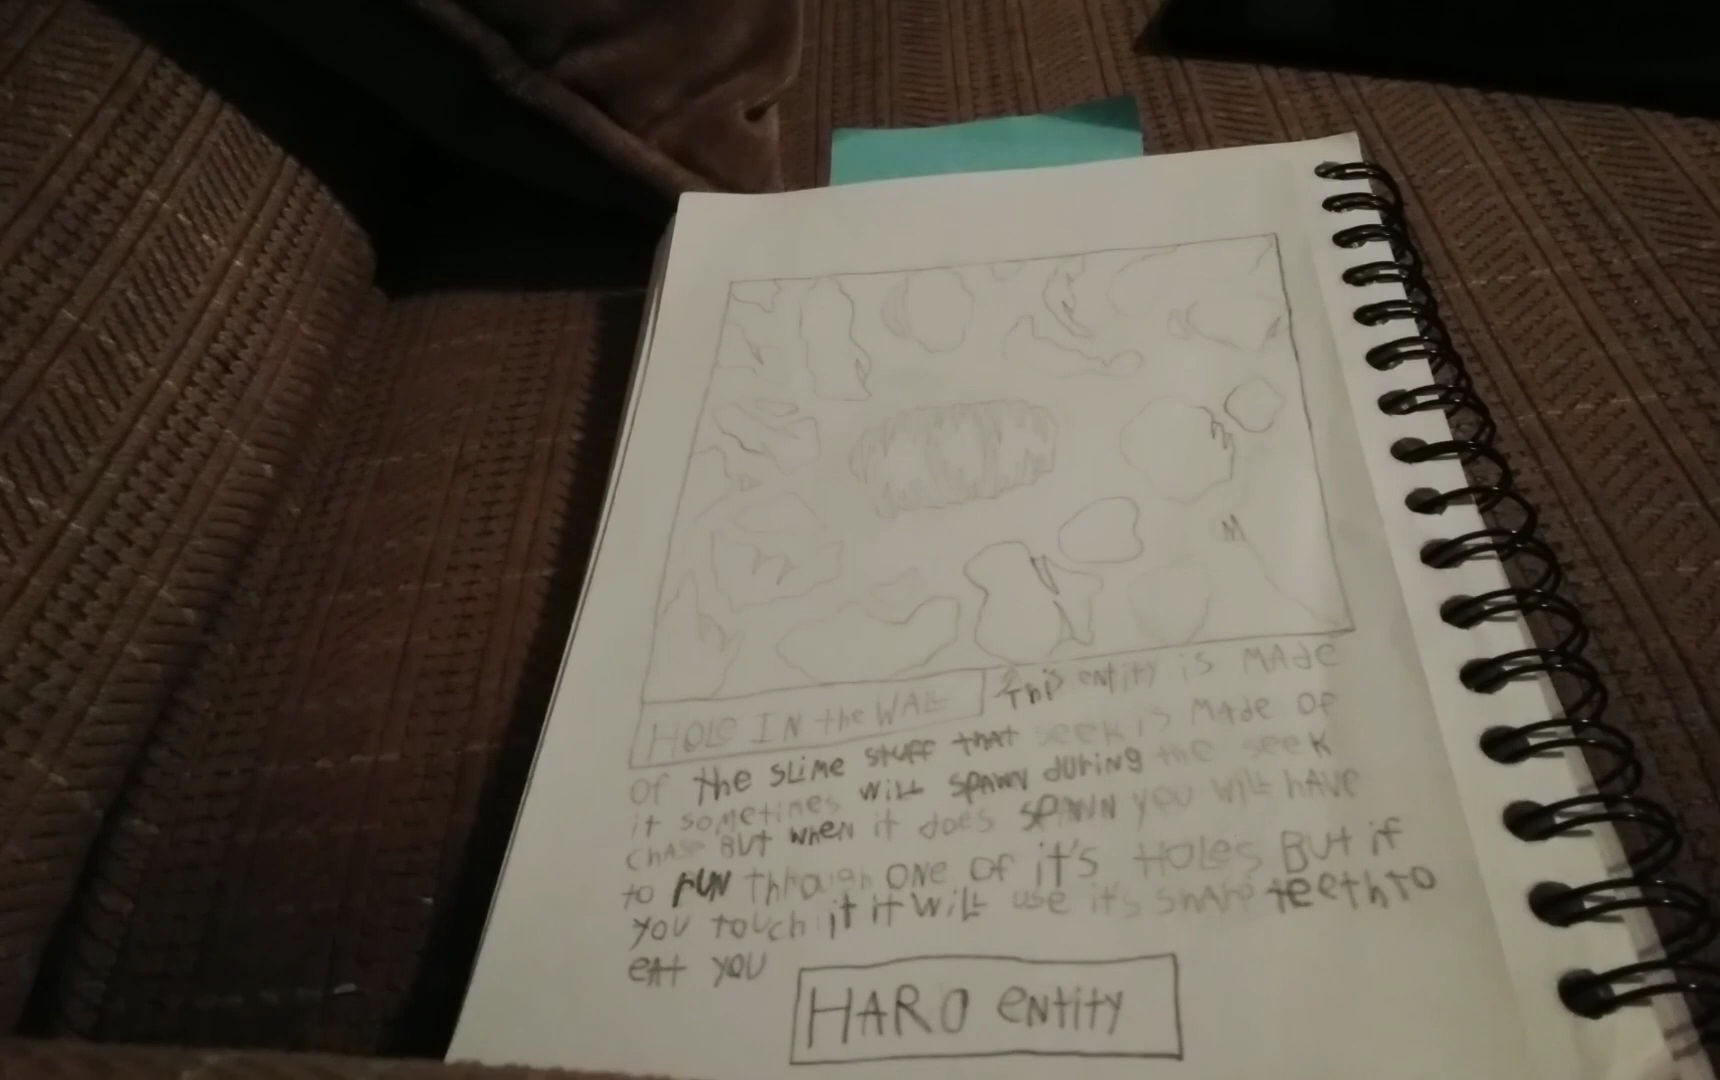 HOLE IN the WALL This entity is MAde
of the slime stuff that seek is MAde of
it sometimes will spawn during the seek
chase BUt when it does spawn you will hAve
to run through one of it's HOLes But if
you touch it it will use it's sharp teeth to
eAt you
HARD entity